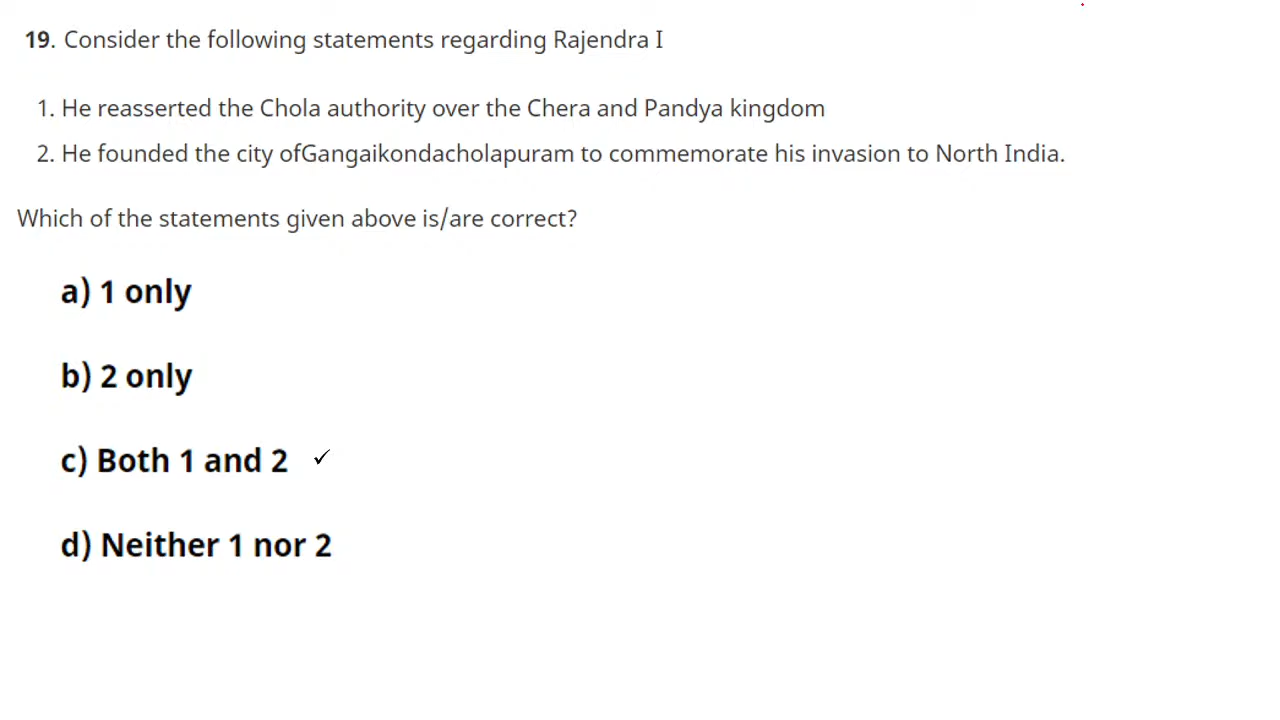 19. Consider the following statements regarding Rajendra I
1. He reasserted the Chola authority over the Chera and Pandya kingdom
2. He founded the city ofGangaikondacholapuram to commemorate his invasion to North India.
Which of the statements given above is/are correct?
a) 1 only
b) 2 only
c) Both 1 and 2 ✓
d) Neither 1 nor 2